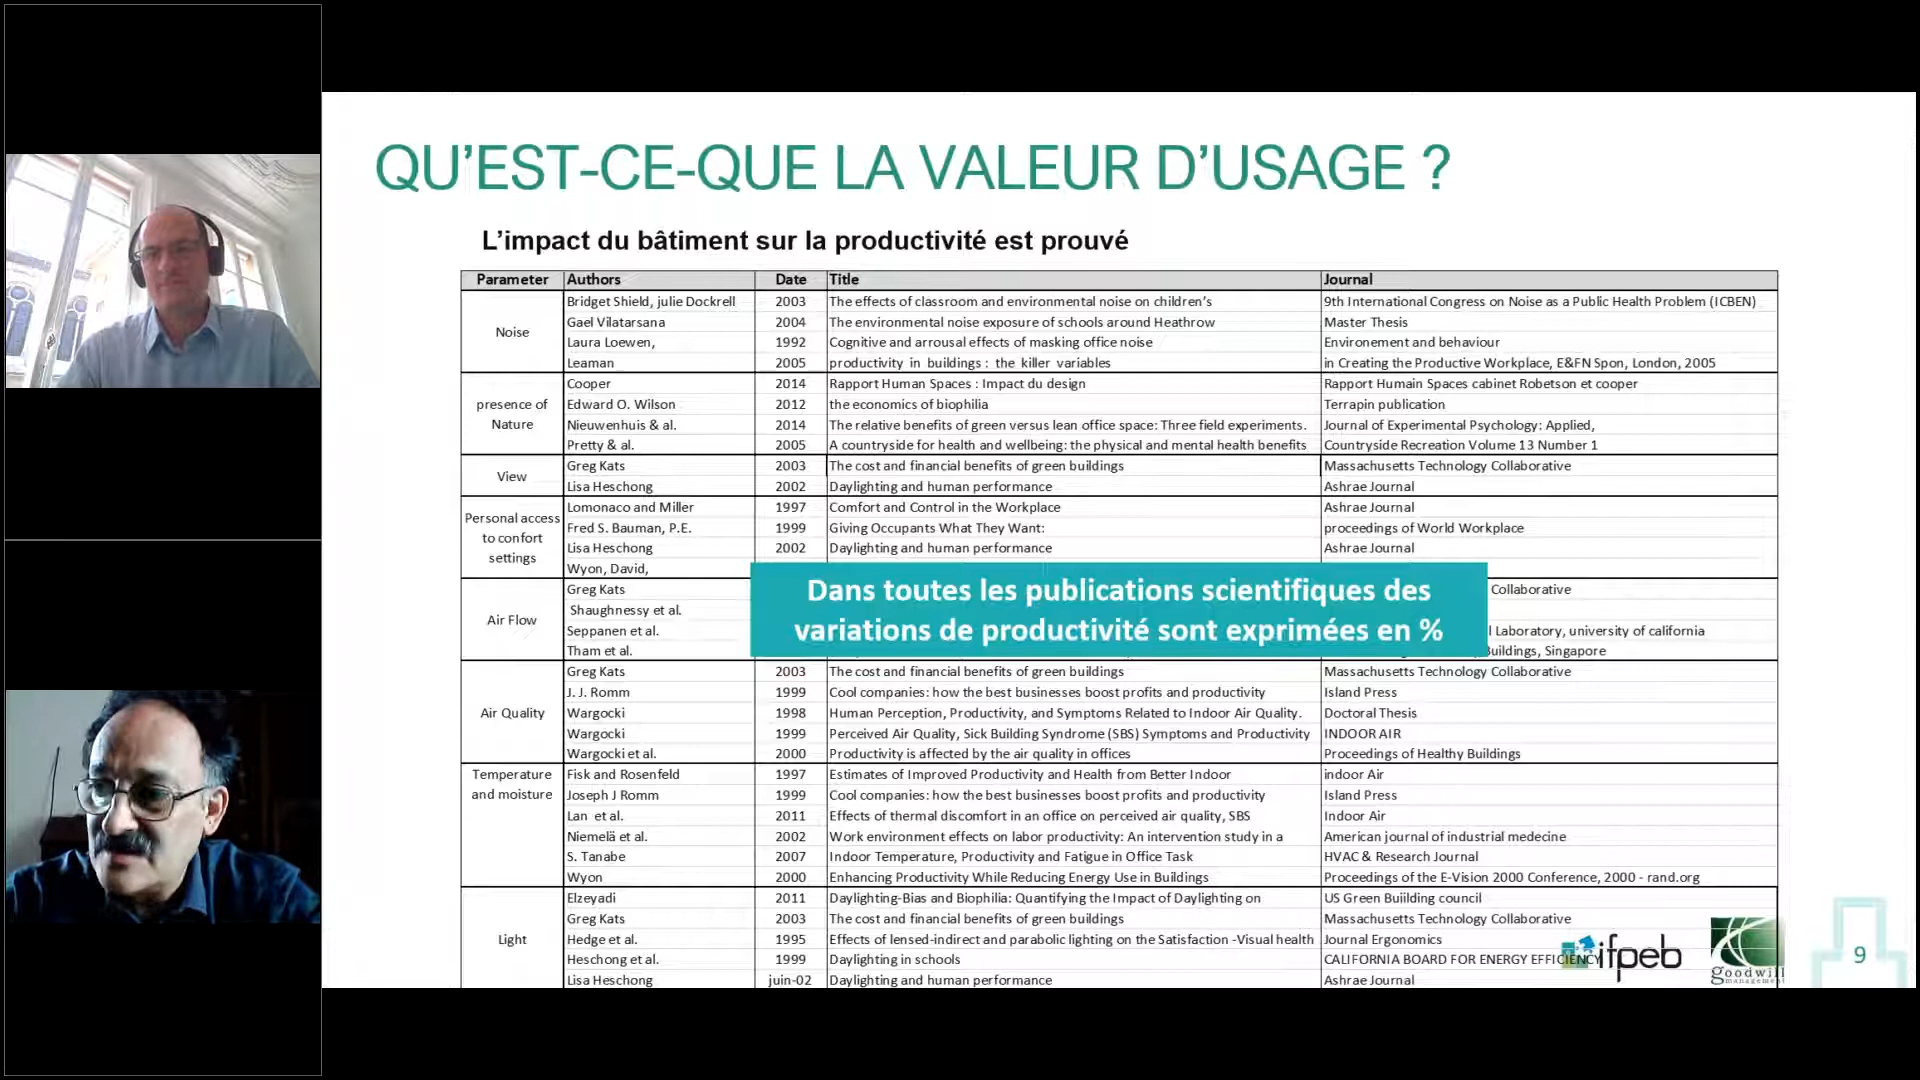 QU’EST-CE-QUE LA VALEUR D’USAGE ?
L’impact du bâtiment sur la productivité est prouvé
Parameter Authors Date Title Journal
Noise
Bridget Shield, julie Dockrell 2003 The effects of classroom and environmental noise on children’s 9th International Congress on Noise as a Public Health Problem (ICBEN)
Gael Vilatarsana 2004 The environmental noise exposure of schools around Heathrow Master Thesis
Laura Loewen, 1992 Cognitive and arrousal effects of masking office noise Environement and behaviour
Leaman 2005 productivity in buildings : the killer variables in Creating the Productive Workplace, E&FN Spon, London, 2005
presence of
Nature
Cooper 2014 Rapport Human Spaces : Impact du design Rapport Humain Spaces cabinet Robetson et cooper
Edward O. Wilson 2012 the economics of biophilia Terrapin publication
Nieuwenhuis & al. 2014 The relative benefits of green versus lean office space: Three field experiments. Journal of Experimental Psychology: Applied,
Pretty & al. 2005 A countryside for health and wellbeing: the physical and mental health benefits Countryside Recreation Volume 13 Number 1
View
Greg Kats 2003 The cost and financial benefits of green buildings Massachusetts Technology Collaborative
Lisa Heschong 2002 Daylighting and human performance Ashrae Journal
Personal access
to confort
settings
Lomonaco and Miller 1997 Comfort and Control in the Workplace Ashrae Journal
Fred S. Bauman, P.E. 1999 Giving Occupants What They Want: proceedings of World Workplace
Lisa Heschong 2002 Daylighting and human performance Ashrae Journal
Wyon, David,
Air Flow
Greg Kats Collaborative
Shaughnessy et al.
Seppanen et al. Laboratory, university of california
Tham et al. Buildings, Singapore
Dans toutes les publications scientifiques des
variations de productivité sont exprimées en %
Air Quality
Greg Kats 2003 The cost and financial benefits of green buildings Massachusetts Technology Collaborative
J. J. Romm 1999 Cool companies: how the best businesses boost profits and productivity Island Press
Wargocki 1998 Human Perception, Productivity, and Symptoms Related to Indoor Air Quality. Doctoral Thesis
Wargocki 1999 Perceived Air Quality, Sick Building Syndrome (SBS) Symptoms and Productivity INDOOR AIR
Wargocki et al. 2000 Productivity is affected by the air quality in offices Proceedings of Healthy Buildings
Temperature
and moisture
Fisk and Rosenfeld 1997 Estimates of Improved Productivity and Health from Better Indoor indoor Air
Joseph J Romm 1999 Cool companies: how the best businesses boost profits and productivity Island Press
Lan et al. 2011 Effects of thermal discomfort in an office on perceived air quality, SBS Indoor Air
Niemelä et al. 2002 Work environment effects on labor productivity: An intervention study in a American journal of industrial medecine
S. Tanabe 2007 Indoor Temperature, Productivity and Fatigue in Office Task HVAC & Research Journal
Wyon 2000 Enhancing Productivity While Reducing Energy Use in Buildings Proceedings of the E-Vision 2000 Conference, 2000 - rand.org
Light
Elzeyadi 2011 Daylighting-Bias and Biophilia: Quantifying the Impact of Daylighting on US Green Buiilding council
Greg Kats 2003 The cost and financial benefits of green buildings Massachusetts Technology Collaborative
Hedge et al. 1995 Effects of lensed-indirect and parabolic lighting on the Satisfaction -Visual health Journal Ergonomics
Heschong et al. 1999 Daylighting in schools CALIFORNIA BOARD FOR ENERGY EFFICIENCY
Lisa Heschong juin-02 Daylighting and human performance Ashrae Journal
ifpeb
goodwill
management
9